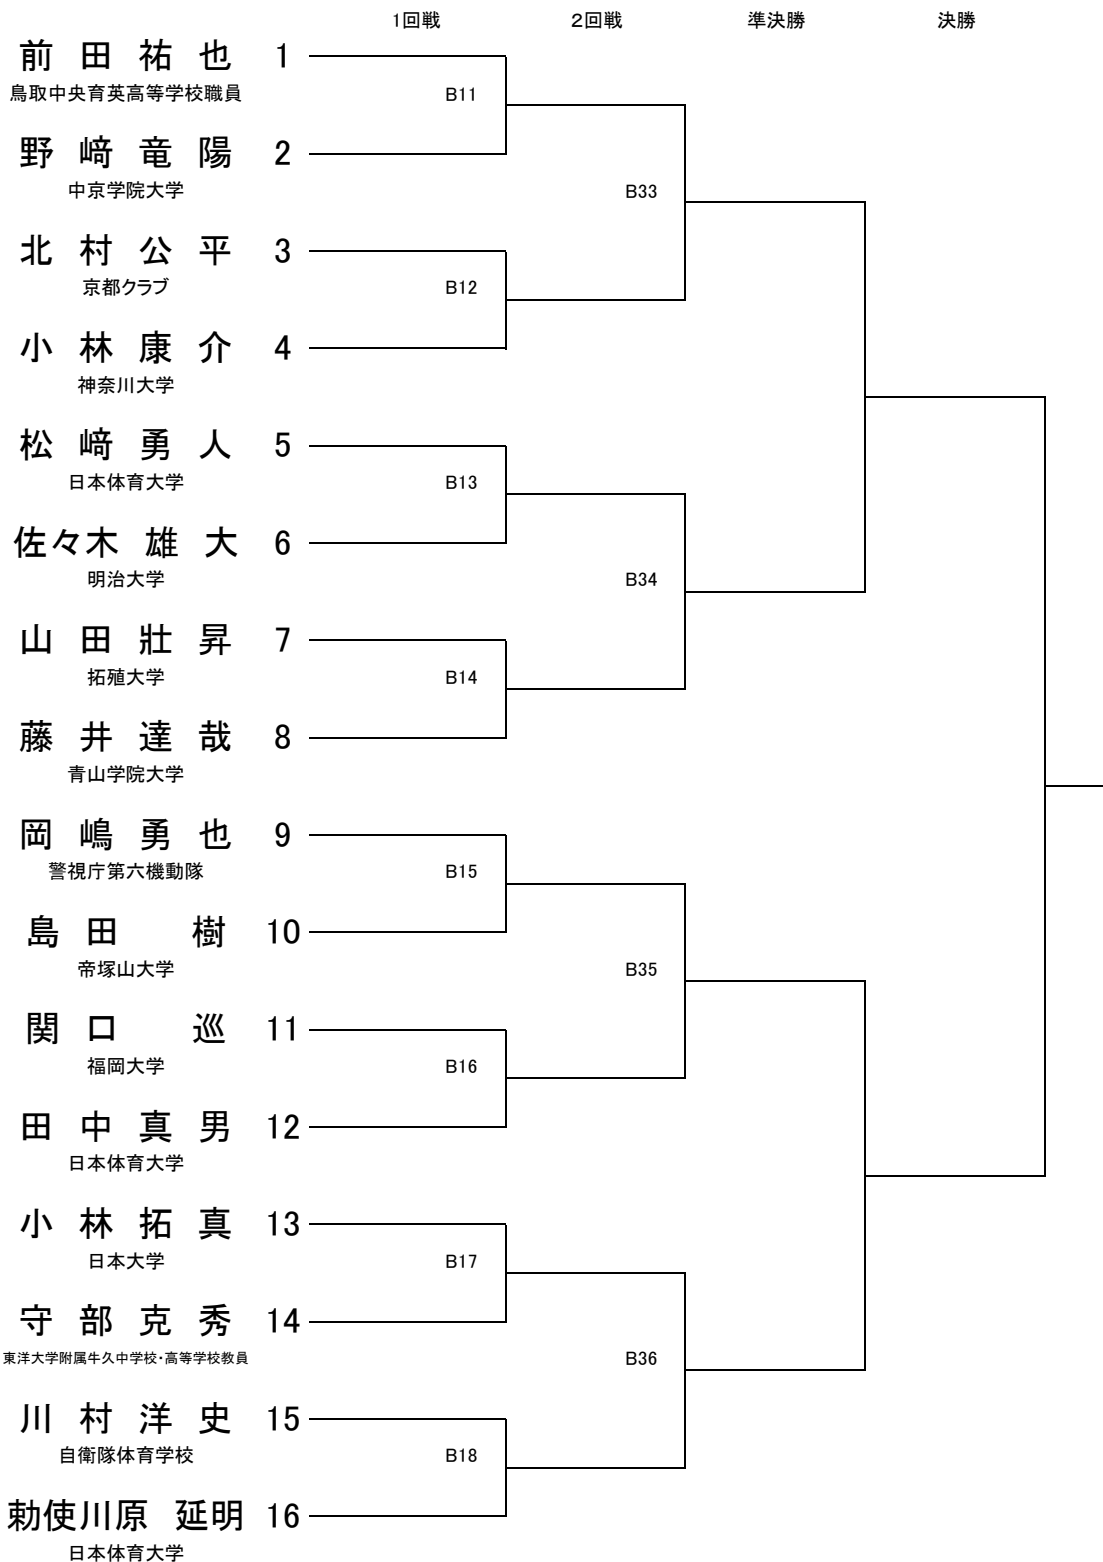 1回戦 2回戦 準決勝 決勝
前田祐也 1
鳥取中央育英高等学校職員
B11
野﨑竜陽 2
中京学院大学
B33
北村公平 3
京都クラブ
B12
小林康介 4
神奈川大学
松﨑勇人 5
日本体育大学
B13
佐々木雄大 6
明治大学
B34
山田壯昇 7
拓殖大学
B14
藤井達哉 8
青山学院大学
岡嶋勇也 9
警視庁第六機動隊
B15
島田 樹 10
帝塚山大学
B35
関口 巡 11
福岡大学
B16
田中真男 12
日本体育大学
小林拓真 13
日本大学
B17
守部克秀 14
東洋大学附属牛久中学校・高等学校教員
B36
川村洋史 15
自衛隊体育学校
B18
勅使川原 延明 16
日本体育大学